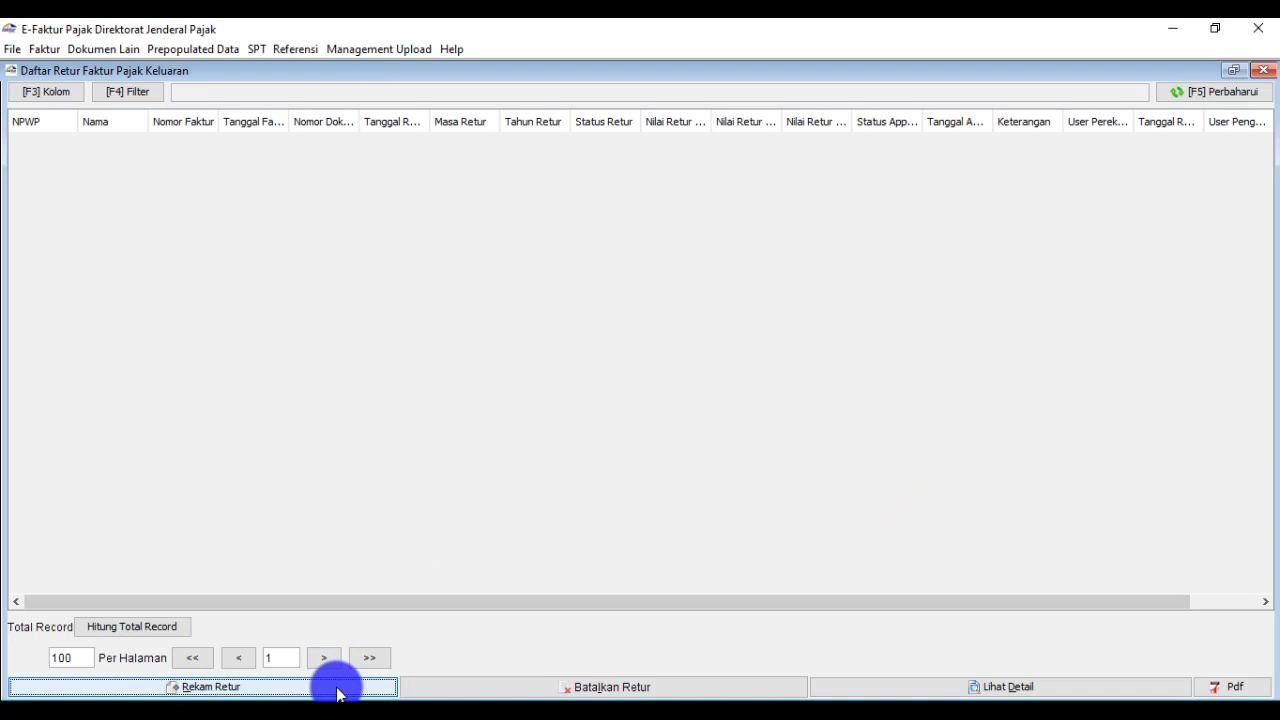 E-Faktur Pajak Direktorat Jenderal Pajak
File Faktur Dokumen Lain Prepopulated Data SPT Referensi Management Upload Help
Daftar Retur Faktur Pajak Keluaran
[F3] Kolom [F4] Filter [F5] Perbaharui
NPWP Nama Nomor Faktur Tanggal Fa... Nomor Dok... Tanggal R... Masa Retur Tahun Retur Status Retur Nilai Retur ... Nilai Retur ... Nilai Retur ... Status App... Tanggal A... Keterangan User Perek... Tanggal R... User Peng...
Total Record Hitung Total Record
100 Per Halaman << < 1 > >>
Rekam Retur Batalkan Retur Lihat Detail Pdf